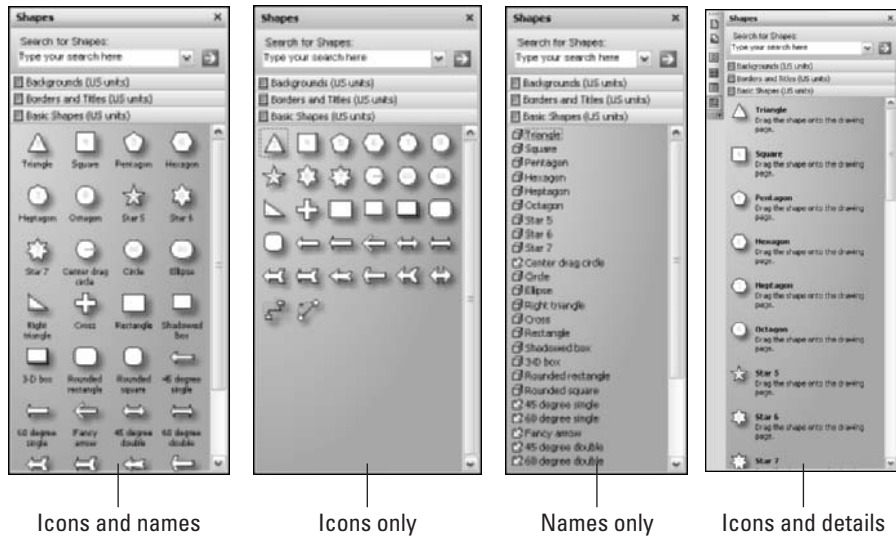 Shapes
Search for Shapes:
Type your search here
Backgrounds (US units)
Borders and Titles (US units)
Basic Shapes (US units)
Triangle Square Pentagon Hexagon
Heptagon Octagon Star 5 Star 6
Star 7 Center drag circle Circle Ellipse
Right triangle Cross Rectangle Shadowed box
3-D box Rounded rectangle Rounded square 45 degree single
60 degree single Fancy arrow 45 degree double 60 degree double
Icons and names
Shapes
Search for Shapes:
Type your search here
Backgrounds (US units)
Borders and Titles (US units)
Basic Shapes (US units)
Icons only
Shapes
Search for Shapes:
Type your search here
Backgrounds (US units)
Borders and Titles (US units)
Basic Shapes (US units)
Triangle
Square
Pentagon
Hexagon
Heptagon
Octagon
Star 5
Star 6
Star 7
Center drag circle
Circle
Ellipse
Right triangle
Cross
Rectangle
Shadowed box
3-D box
Rounded rectangle
Rounded square
45 degree single
60 degree single
Fancy arrow
45 degree double
60 degree double
Names only
Shapes
Search for Shapes:
Type your search here
Backgrounds (US units)
Borders and Titles (US units)
Basic Shapes (US units)
Triangle
Drag the shape onto the drawing
page.
Square
Drag the shape onto the drawing
page.
Pentagon
Drag the shape onto the drawing
page.
Hexagon
Drag the shape onto the drawing
page.
Heptagon
Drag the shape onto the drawing
page.
Octagon
Drag the shape onto the drawing
page.
Star 5
Drag the shape onto the drawing
page.
Star 6
Drag the shape onto the drawing
page.
Star 7
Icons and details